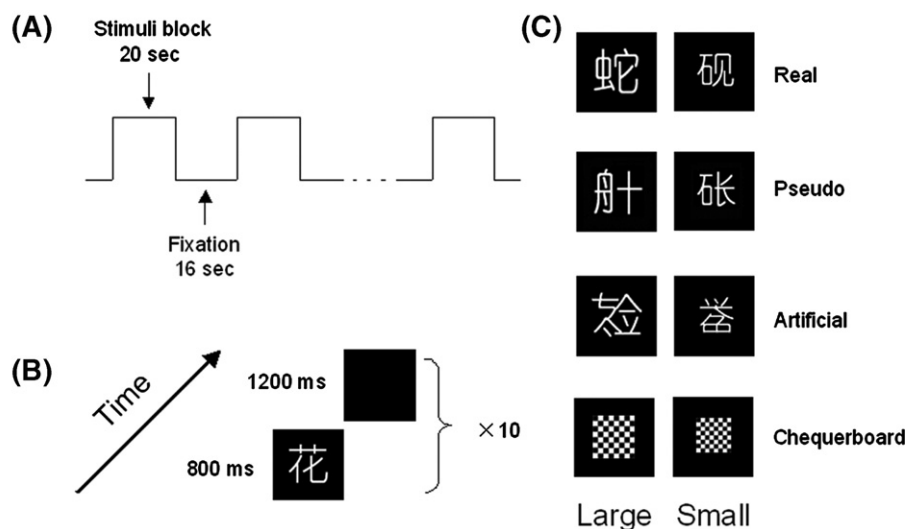 (A)
Stimuli block
20 sec
Fixation
16 sec
(B)
Time
1200 ms
800 ms
花
×10
(C)
蛇 砚 Real
Pseudo
Artificial
Chequerboard
Large Small